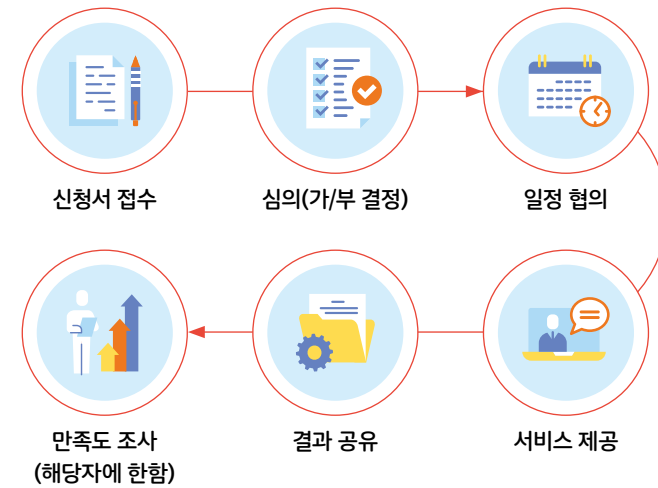 신청서 접수
심의(가/부 결정)
일정 협의
서비스 제공
결과 공유
만족도 조사
(해당자에 한함)